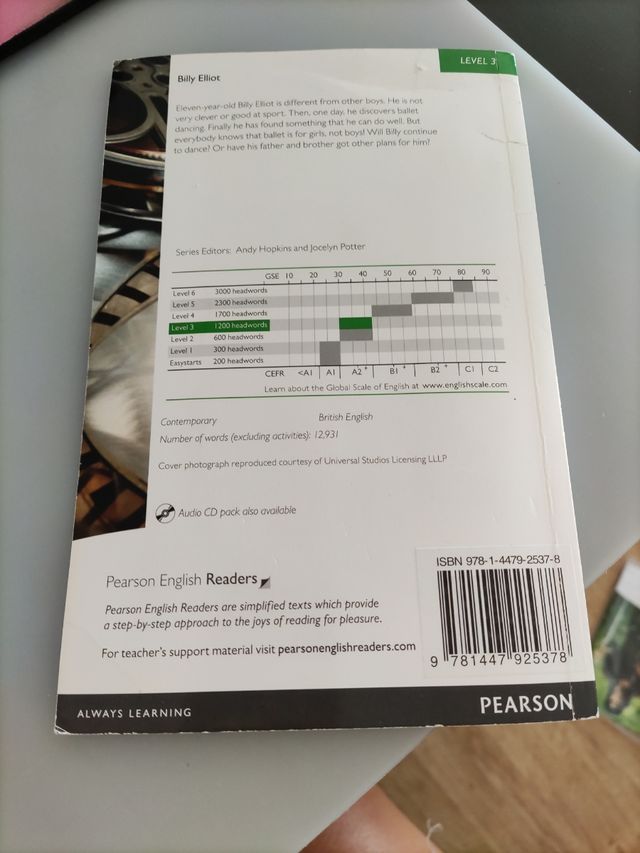 LEVEL 3
Billy Elliot
Eleven-year-old Billy Elliot is different from other boys. He is not
very clever or good at sport. Then, one day, he discovers ballet
dancing. Finally he has found something that he can do well. But
everybody knows that ballet is for girls, not boys! Will Billy continue
to dance? Or have his father and brother got other plans for him?
Series Editors: Andy Hopkins and Jocelyn Potter
GSE 10 20 30 40 50 60 70 80 90
Level 6 3000 headwords
Level 5 2300 headwords
Level 4 1700 headwords
Level 3 1200 headwords
Level 2 600 headwords
Level 1 300 headwords
Easystarts 200 headwords
CEFR <A1 A1 A2 + B1 + B2 + C1 C2
Learn about the Global Scale of English at www.englishscale.com
Contemporary British English
Number of words (excluding activities): 12,931
Cover photograph reproduced courtesy of Universal Studios Licensing LLLP
Audio CD pack also available
Pearson English Readers
Pearson English Readers are simplified texts which provide
a step-by-step approach to the joys of reading for pleasure.
For teacher's support material visit pearsonenglishreaders.com
ISBN 978-1-4479-2537-8
9 781447 925378
ALWAYS LEARNING
PEARSON